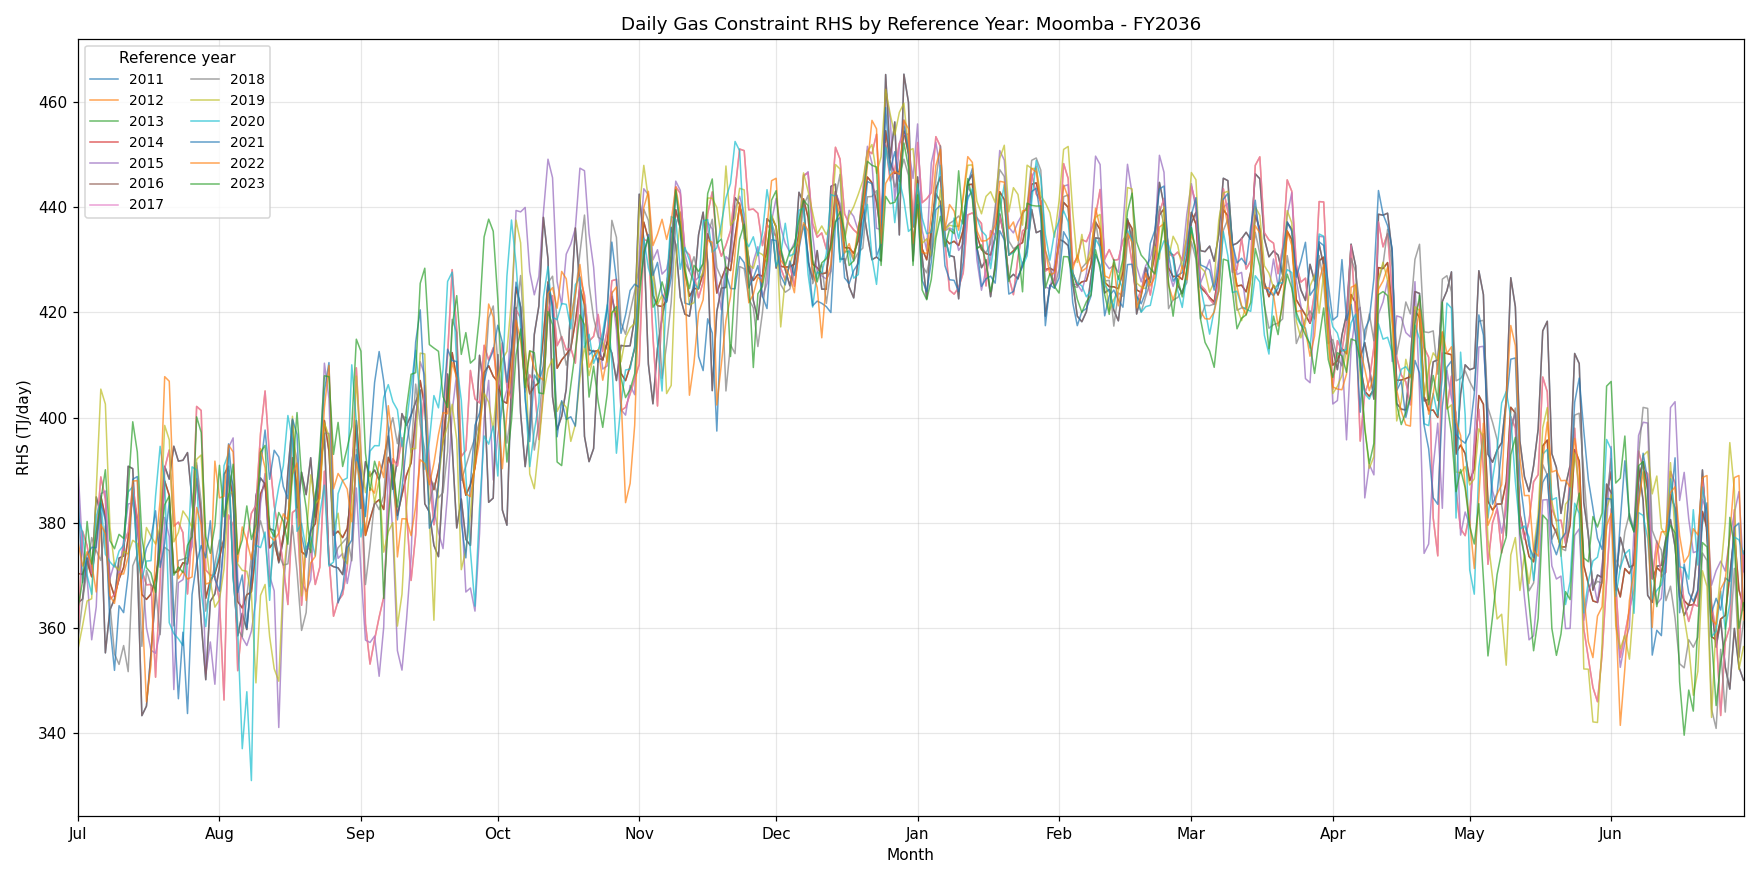 Daily Gas Constraint RHS by Reference Year: Moomba - FY2036
Reference year
2011 2018
2012 2019
2013 2020
2014 2021
2015 2022
2016 2023
2017
RHS (TJ/day)
460
440
420
400
380
360
340
Jul Aug Sep Oct Nov Dec Jan Feb Mar Apr May Jun
Month